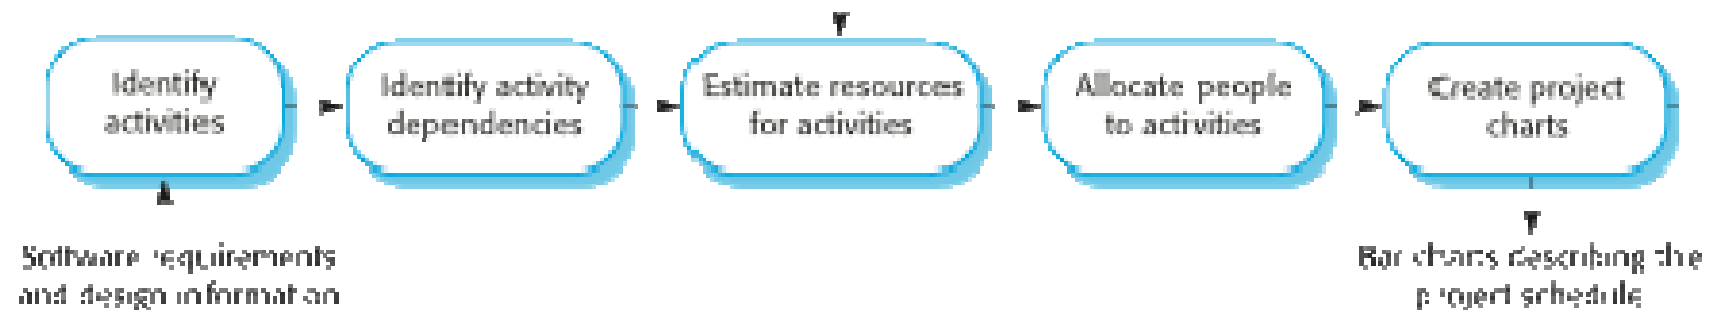 Identify
activities
Identify activity
dependencies
Estimate resources
for activities
Allocate people
to activities
Create project
charts
Software requirements
and design information
Bar charts describing the
project schedule